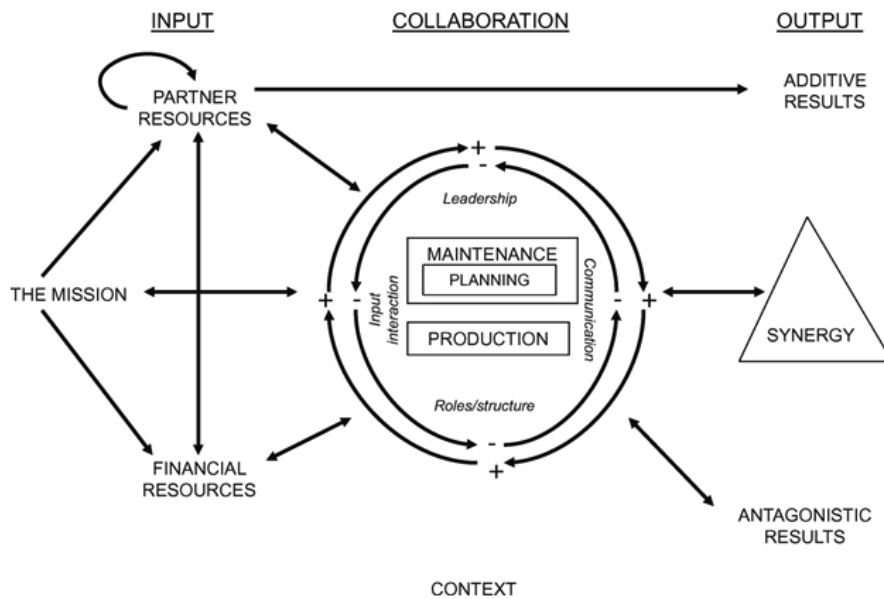 INPUT
COLLABORATION
OUTPUT
PARTNER
RESOURCES
ADDITIVE
RESULTS
+
-
Leadership
MAINTENANCE
PLANNING
THE MISSION
+
-
Input
interaction
Communication
-
+
SYNERGY
PRODUCTION
Roles/structure
-
+
FINANCIAL
RESOURCES
ANTAGONISTIC
RESULTS
CONTEXT